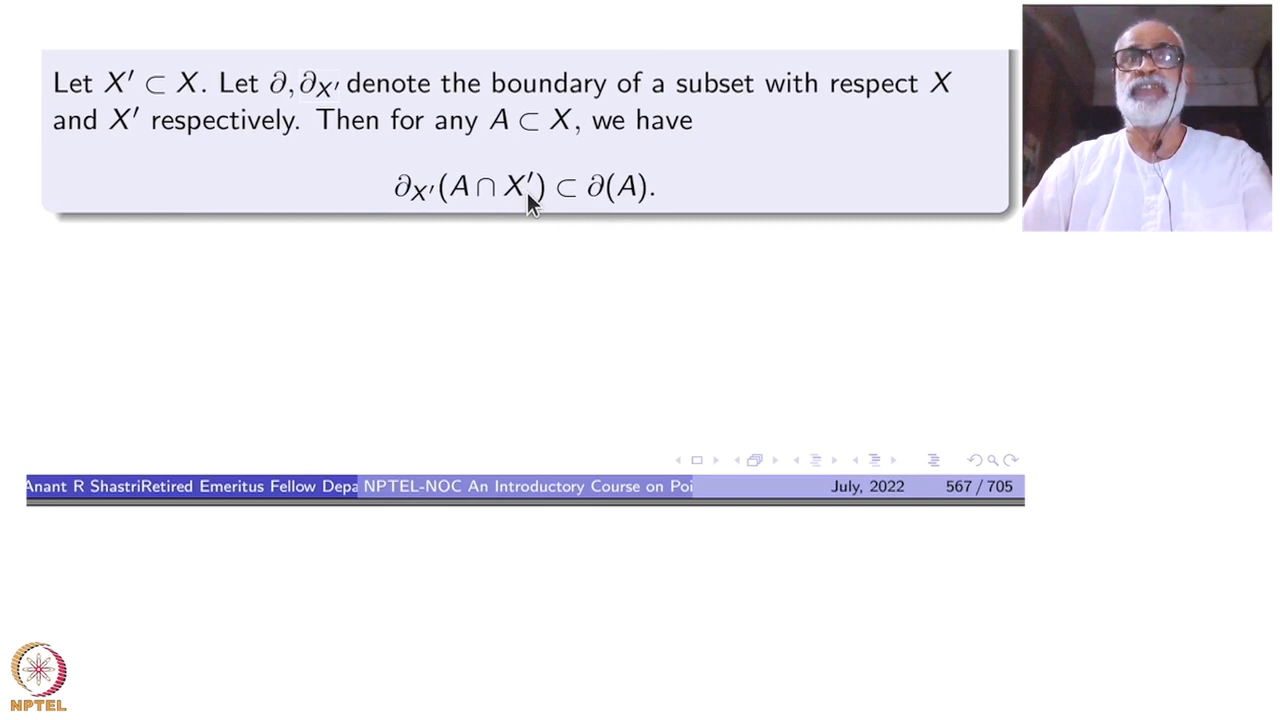 Let X′ ⊂ X. Let ∂, ∂X′ denote the boundary of a subset with respect X
and X′ respectively. Then for any A ⊂ X, we have
∂X′(A ∩ X′) ⊂ ∂(A).
Anant R ShastriRetired Emeritus Fellow Depa NPTEL-NOC An Introductory Course on Poi July, 2022 567 / 705
NPTEL